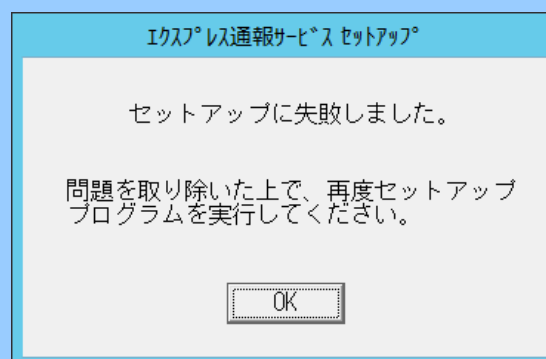 ｴｸｽﾌﾟﾚｽ通報ｻｰﾋﾞｽ ｾｯﾄｱｯﾌﾟ
セットアップに失敗しました。
問題を取り除いた上で、再度セットアップ
プログラムを実行してください。
OK